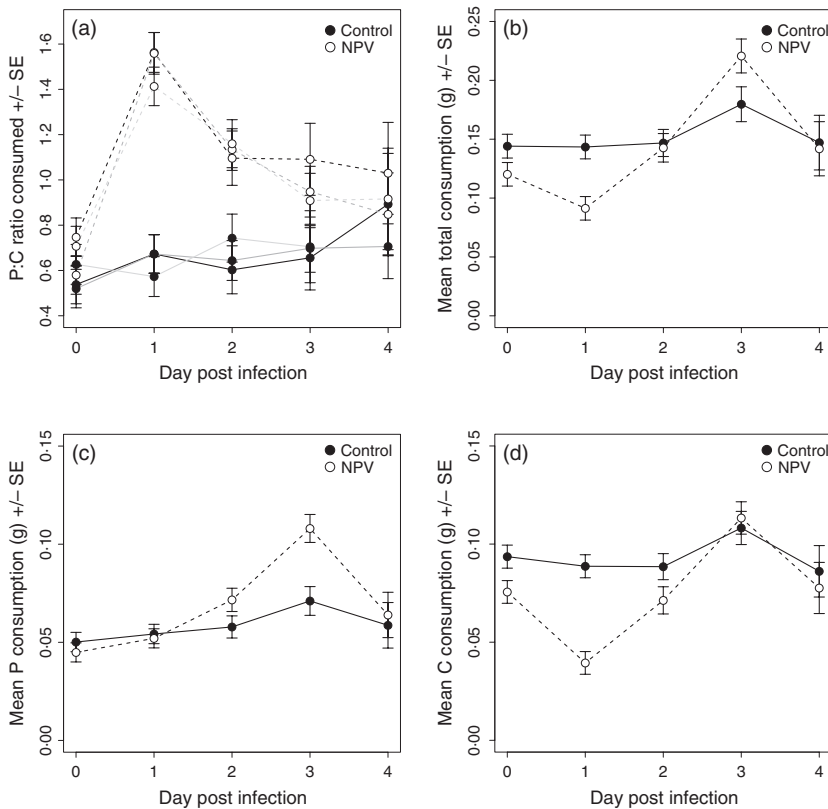 (a)
Control
NPV
P:C ratio consumed +/– SE
1·6
1·4
1·2
1·0
0·8
0·6
0·4
0
1
2
3
4
Day post infection
(b)
Control
NPV
Mean total consumption (g) +/– SE
0·25
0·20
0·15
0·10
0·05
0·00
0
1
2
3
4
Day post infection
(c)
Control
NPV
Mean P consumption (g) +/– SE
0·15
0·10
0·05
0·00
0
1
2
3
4
Day post infection
(d)
Control
NPV
Mean C consumption (g) +/– SE
0·15
0·10
0·05
0·00
0
1
2
3
4
Day post infection